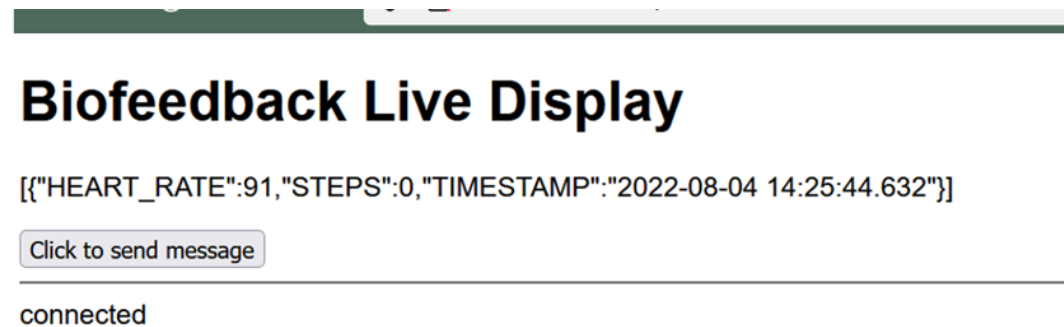 Biofeedback Live Display
[{"HEART_RATE":91,"STEPS":0,"TIMESTAMP":"2022-08-04 14:25:44.632"}]
Click to send message
connected